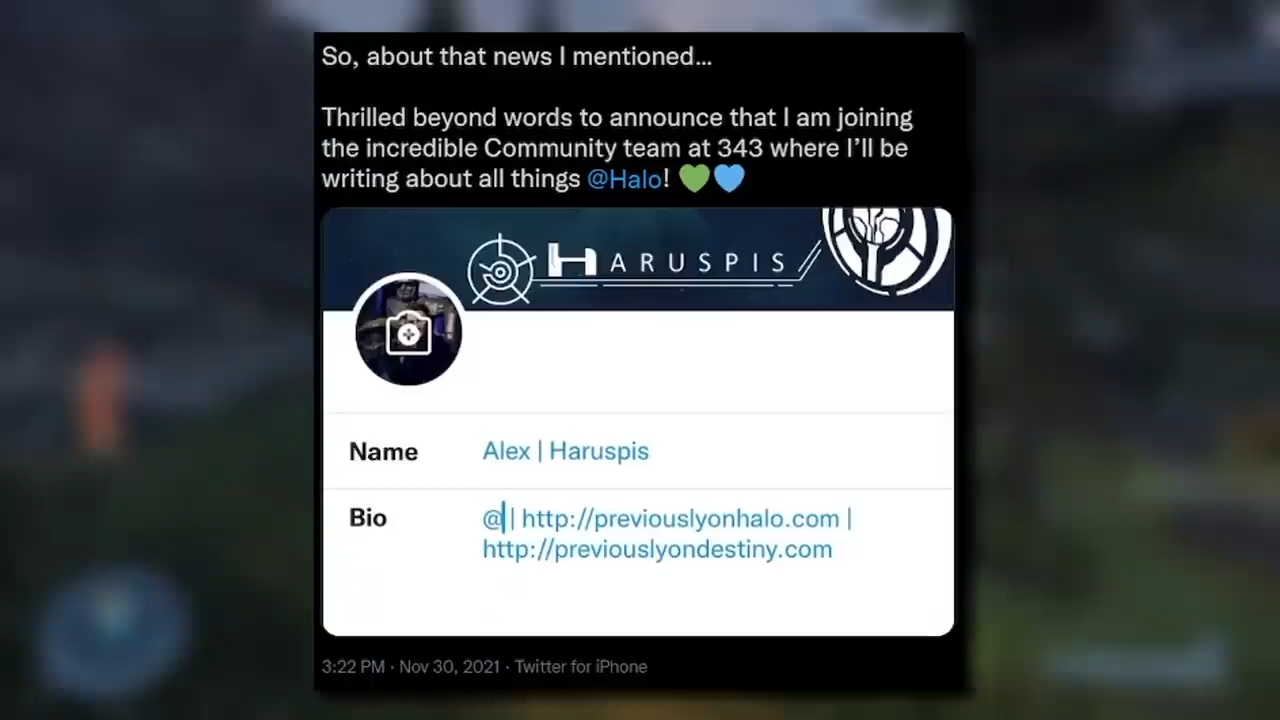 So, about that news I mentioned...
Thrilled beyond words to announce that I am joining
the incredible Community team at 343 where I'll be
writing about all things @Halo! 💚💙
HARUSPIS
Name Alex | Haruspis
Bio @| | http://previouslyonhalo.com |
http://previouslyondestiny.com
3:22 PM · Nov 30, 2021 · Twitter for iPhone